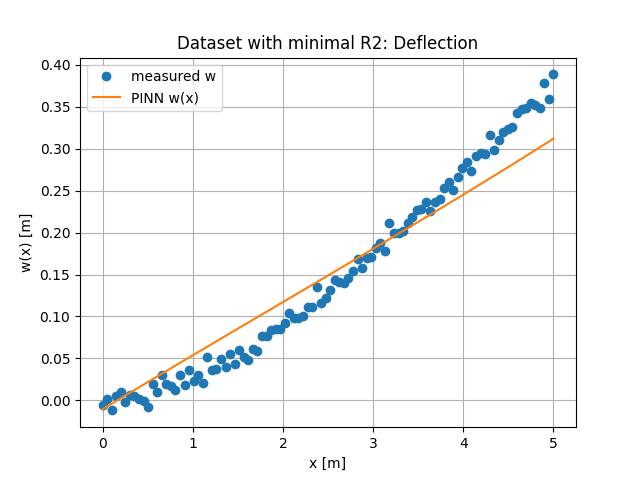 Dataset with minimal R2: Deflection
measured w
PINN w(x)
w(x) [m]
0.40
0.35
0.30
0.25
0.20
0.15
0.10
0.05
0.00
0 1 2 3 4 5
x [m]